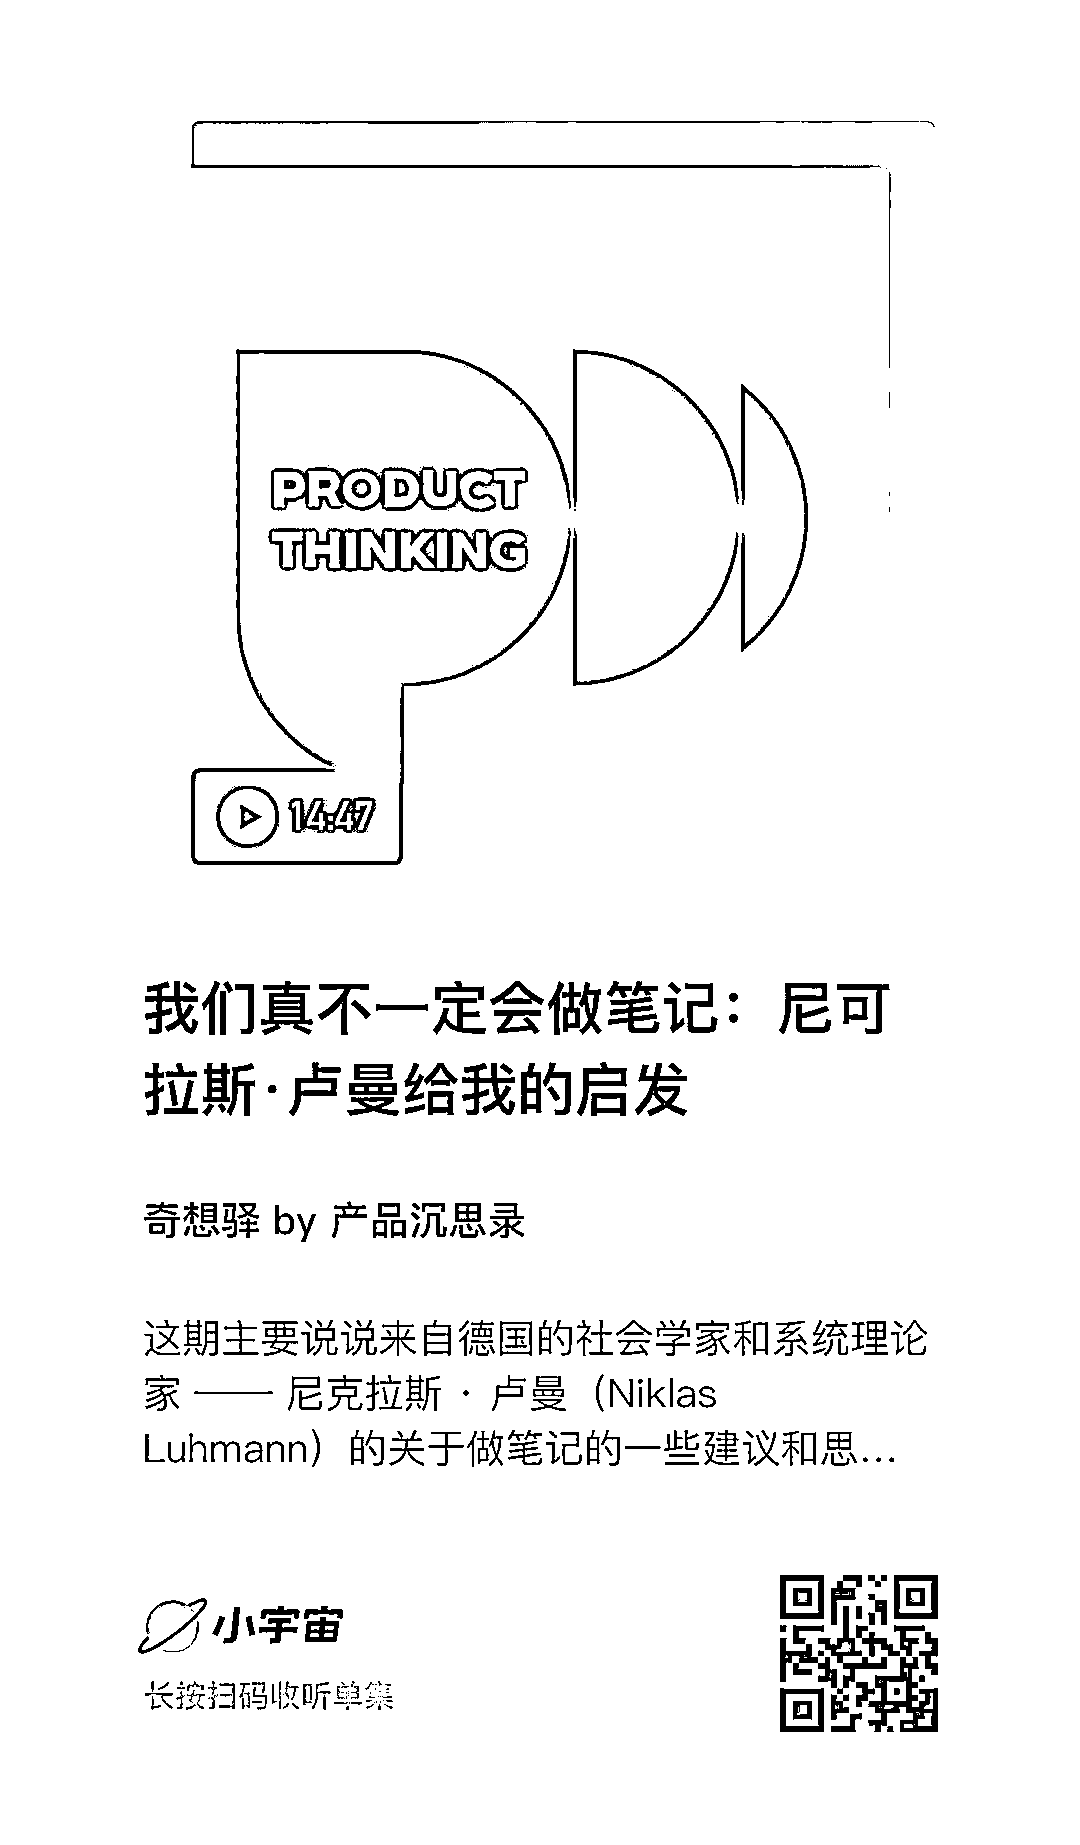 PRODUCT
THINKING
14:47
我们真不一定会做笔记：尼可
拉斯·卢曼给我的启发
奇想驿 by 产品沉思录
这期主要说说来自德国的社会学家和系统理论
家 —— 尼克拉斯 · 卢曼（Niklas
Luhmann）的关于做笔记的一些建议和思...
小宇宙
长按扫码收听单集